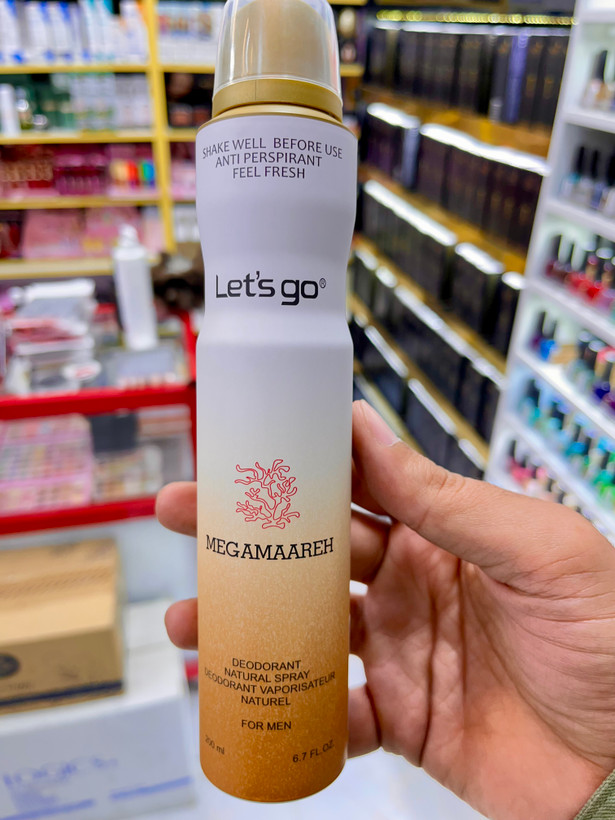 SHAKE WELL BEFORE USE
ANTI PERSPIRANT
FEEL FRESH
Let's go®
MEGAMAAREH
DEODORANT
NATURAL SPRAY
DEODORANT VAPORISATEUR
NATUREL
FOR MEN
200 ml
6.7 FL.OZ.